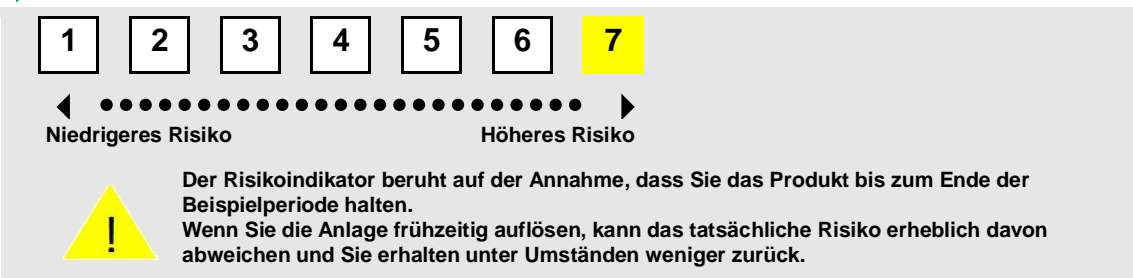 1 2 3 4 5 6 7
Niedrigeres Risiko Höheres Risiko
! Der Risikoindikator beruht auf der Annahme, dass Sie das Produkt bis zum Ende der
Beispielperiode halten.
Wenn Sie die Anlage frühzeitig auflösen, kann das tatsächliche Risiko erheblich davon
abweichen und Sie erhalten unter Umständen weniger zurück.